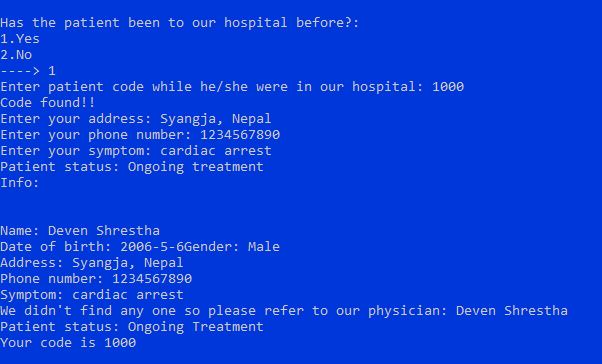 Has the patient been to our hospital before?:
1.Yes
2.No
----> 1
Enter patient code while he/she were in our hospital: 1000
Code found!!
Enter your address: Syangja, Nepal
Enter your phone number: 1234567890
Enter your symptom: cardiac arrest
Patient status: Ongoing treatment
Info:
Name: Deven Shrestha
Date of birth: 2006-5-6Gender: Male
Address: Syangja, Nepal
Phone number: 1234567890
Symptom: cardiac arrest
We didn't find any one so please refer to our physician: Deven Shrestha
Patient status: Ongoing Treatment
Your code is 1000